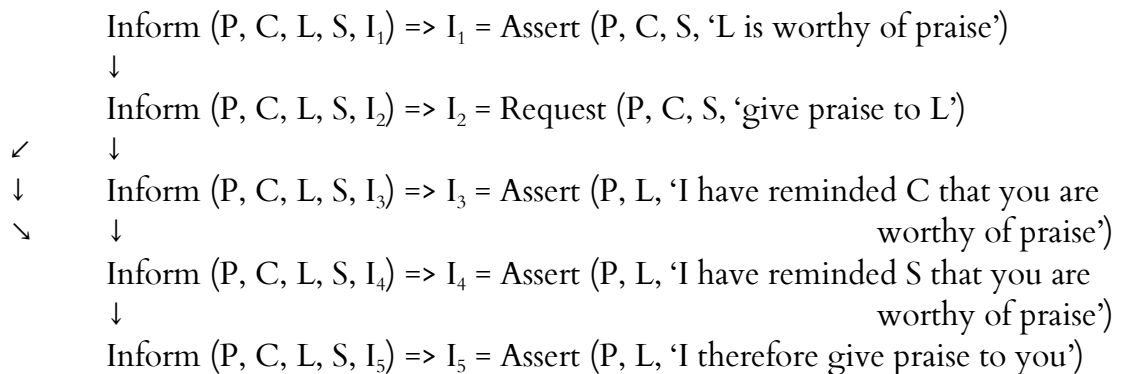 Inform (P, C, L, S, I₁) => I₁ = Assert (P, C, S, ‘L is worthy of praise’)
↓
Inform (P, C, L, S, I₂) => I₂ = Request (P, C, S, ‘give praise to L’)
↙ ↓
↓ Inform (P, C, L, S, I₃) => I₃ = Assert (P, L, ‘I have reminded C that you are
↘ ↓ worthy of praise’)
Inform (P, C, L, S, I₄) => I₄ = Assert (P, L, ‘I have reminded S that you are
↓ worthy of praise’)
Inform (P, C, L, S, I₅) => I₅ = Assert (P, L, ‘I therefore give praise to you’)